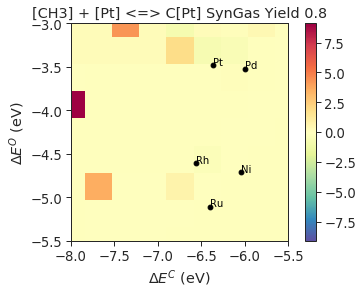 [CH3] + [Pt] <=> C[Pt] SynGas Yield 0.8
−3.0
−3.5
−4.0
−4.5
−5.0
−5.5
ΔE^O (eV)
Pt
Pd
Rh
Ni
Ru
−8.0 −7.5 −7.0 −6.5 −6.0 −5.5
ΔE^C (eV)
7.5
5.0
2.5
0.0
−2.5
−5.0
−7.5